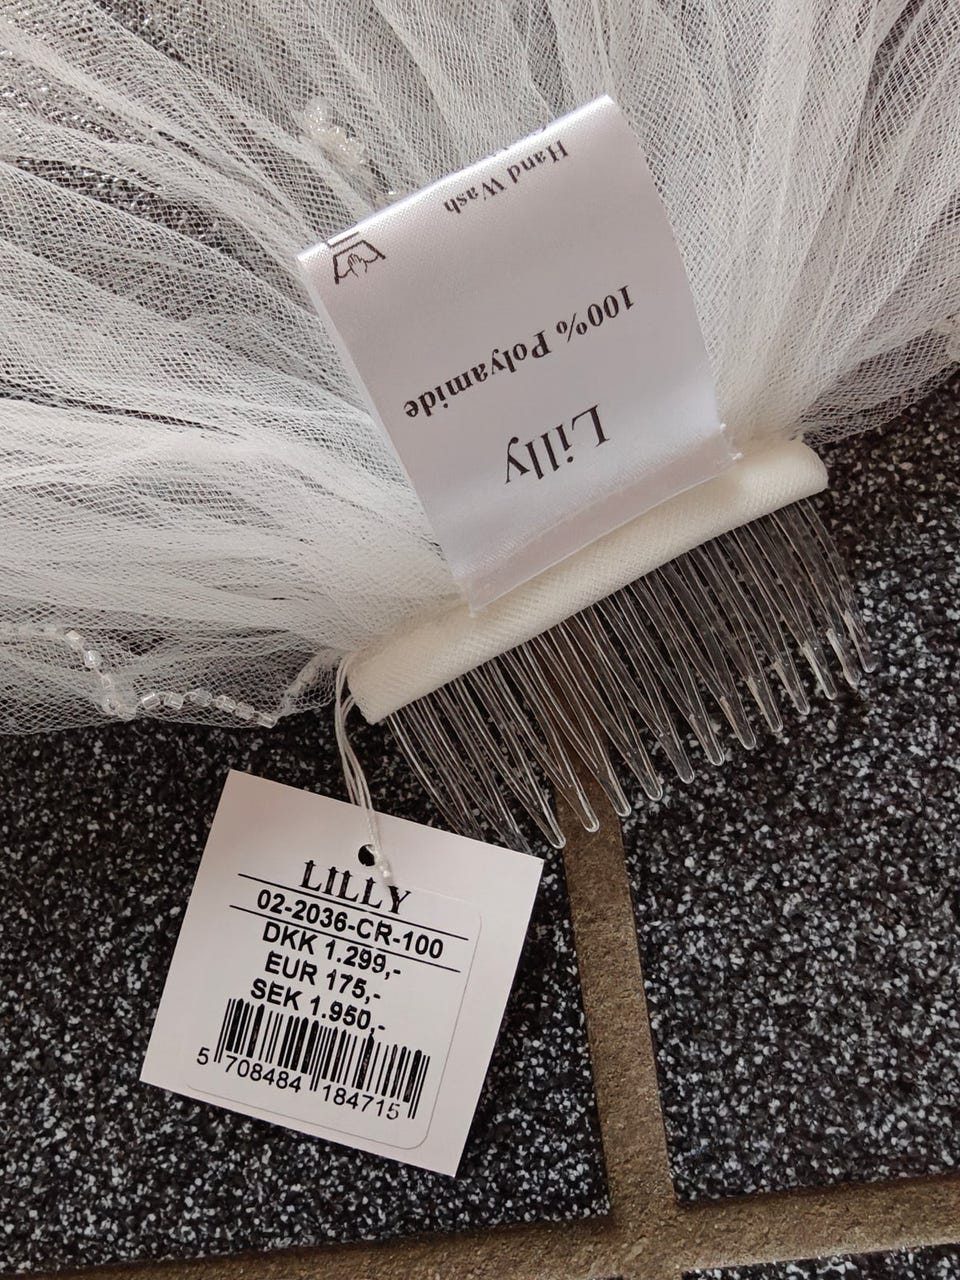 Lilly
100% Polyamide
Hand Wash
LILLY
02-2036-CR-100
DKK 1.299,-
EUR 175,-
SEK 1.950,-
5 708484 184715